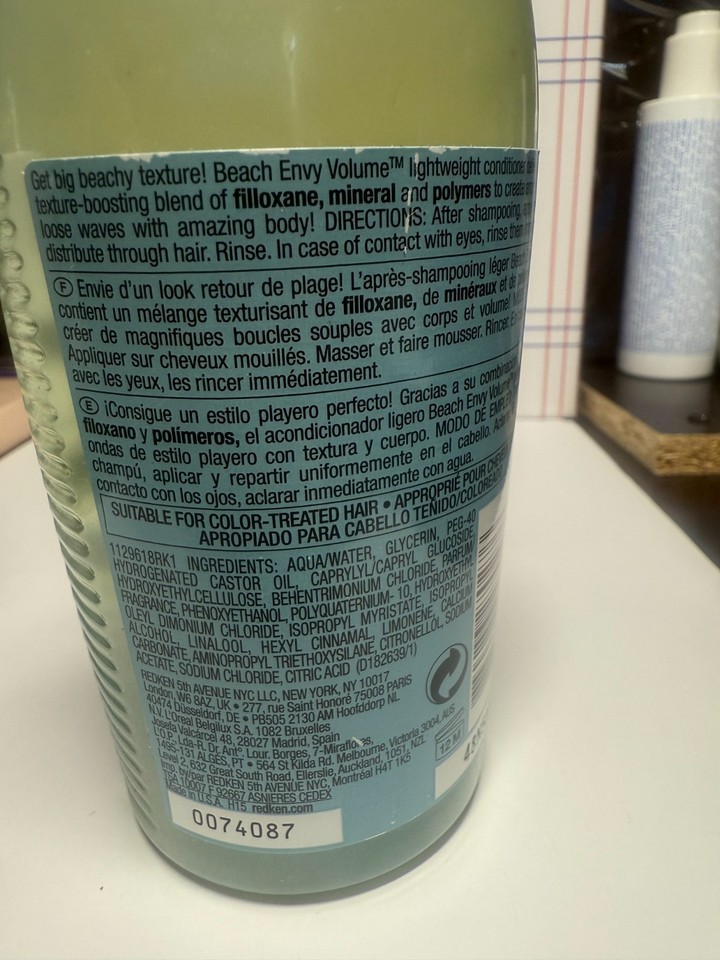 Get big beachy texture! Beach Envy Volume™ lightweight conditioner
texture-boosting blend of filloxane, mineral and polymers to create
loose waves with amazing body! DIRECTIONS: After shampooing,
distribute through hair. Rinse. In case of contact with eyes, rinse them
F Envie d'un look retour de plage! L'après-shampooing léger
contient un mélange texturisant de filloxane, de minéraux et de
créer de magnifiques boucles souples avec corps et volume!
Appliquer sur cheveux mouillés. Masser et faire mousser. Rincer.
avec les yeux, les rincer immédiatement.
E ¡Consigue un estilo playero perfecto! Gracias a su
filloxano y polímeros, el acondicionador ligero Beach Envy Volume™
ondas de estilo playero con textura y cuerpo. MODO DE
champú, aplicar y repartir uniformemente en el cabello.
contacto con los ojos, aclarar inmediatamente con agua.
SUITABLE FOR COLOR-TREATED HAIR • APPROPRIÉ POUR
APROPIADO PARA CABELLO TEÑIDO/COLOREADO
1129618RK1 INGREDIENTS: AQUA/WATER, GLYCERIN, PEG-40
HYDROGENATED CASTOR OIL, CAPRYLYL/CAPRYL GLUCOSIDE
HYDROXYETHYLCELLULOSE, BEHENTRIMONIUM CHLORIDE, PARFUM
FRAGRANCE, PHENOXYETHANOL, POLYQUATERNIUM- 10, HYDROXYETHYL
OLEYL DIMONIUM CHLORIDE, ISOPROPYL MYRISTATE, ISOPROPYL
ALCOHOL, LINALOOL, HEXYL CINNAMAL, LIMONENE, CALCIUM
CARBONATE, AMINOPROPYL TRIETHOXYSILANE, CITRONELLOL, SODIUM
ACETATE, SODIUM CHLORIDE, CITRIC ACID (D182639/1)
REDKEN 5th AVENUE NYC LLC, NEW YORK, NY 10017
London, W6 8AZ, UK • 277, rue Saint Honoré 75008 PARIS
40474 Düsseldorf, DE • PB505 2130 AM Hoofddorp NL
N.V. L'Oréal Belgilux S.A. 1082 Bruxelles
Josefa Valcárcel 48, 28027 Madrid, Spain
L'O.P., Lda-R. Dr. Antº. Lour. Borges, 7-Miraflores,
1495-131 ALGÉS, PT • 564 St Kilda Rd. Melbourne, Victoria 3004, AUS
Level 2, 632 Great South Road, Ellerslie, Auckland, 1051, NZL
Imp. by/par REDKEN 5th AVENUE NYC, Montréal H4T 1K5
TSA 10007 F 92667 ASNIERES CEDEX
Made in U.S.A. H15 redken.com
12 M
0074087